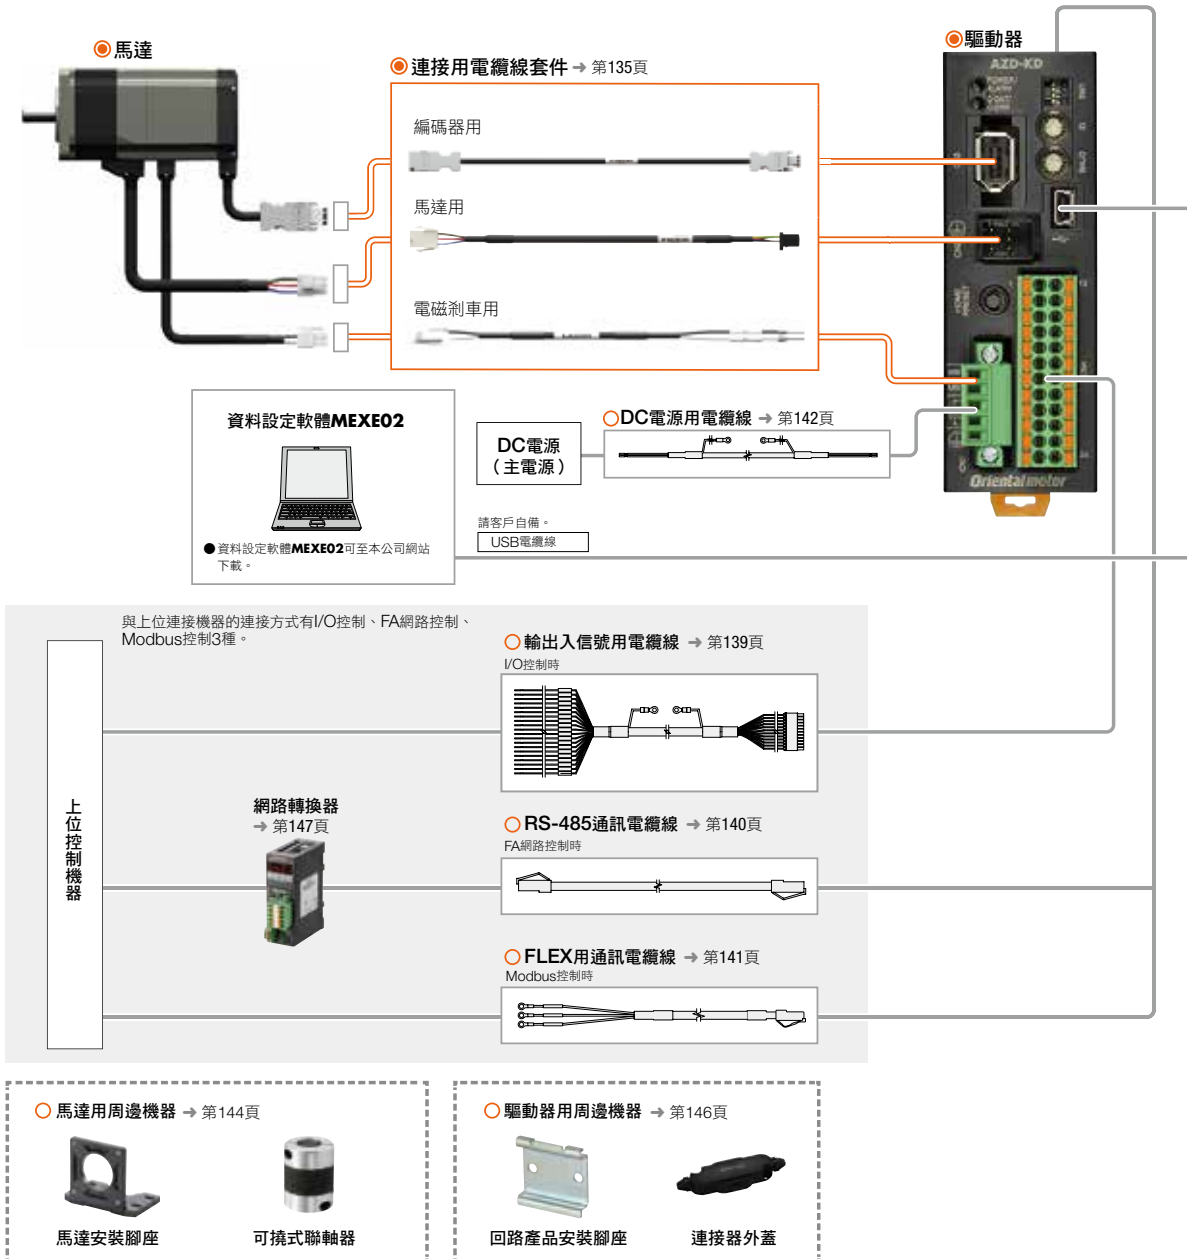 馬達
連接用電纜線套件 → 第135頁
驅動器
AZD-KD
編碼器用
馬達用
電磁剎車用
資料設定軟體MEXE02
●資料設定軟體MEXE02可至本公司網站
下載。
DC電源
(主電源)
DC電源用電纜線 → 第142頁
請客戶自備。
USB電纜線
Orientalmotor
與上位連接機器的連接方式有I/O控制、FA網路控制、
Modbus控制3種。
上位控制機器
網路轉換器
→ 第147頁
輸出入信號用電纜線 → 第139頁
I/O控制時
RS-485通訊電纜線 → 第140頁
FA網路控制時
FLEX用通訊電纜線 → 第141頁
Modbus控制時
馬達用周邊機器 → 第144頁
馬達安裝腳座
可撓式聯軸器
驅動器用周邊機器 → 第146頁
回路產品安裝腳座
連接器外蓋